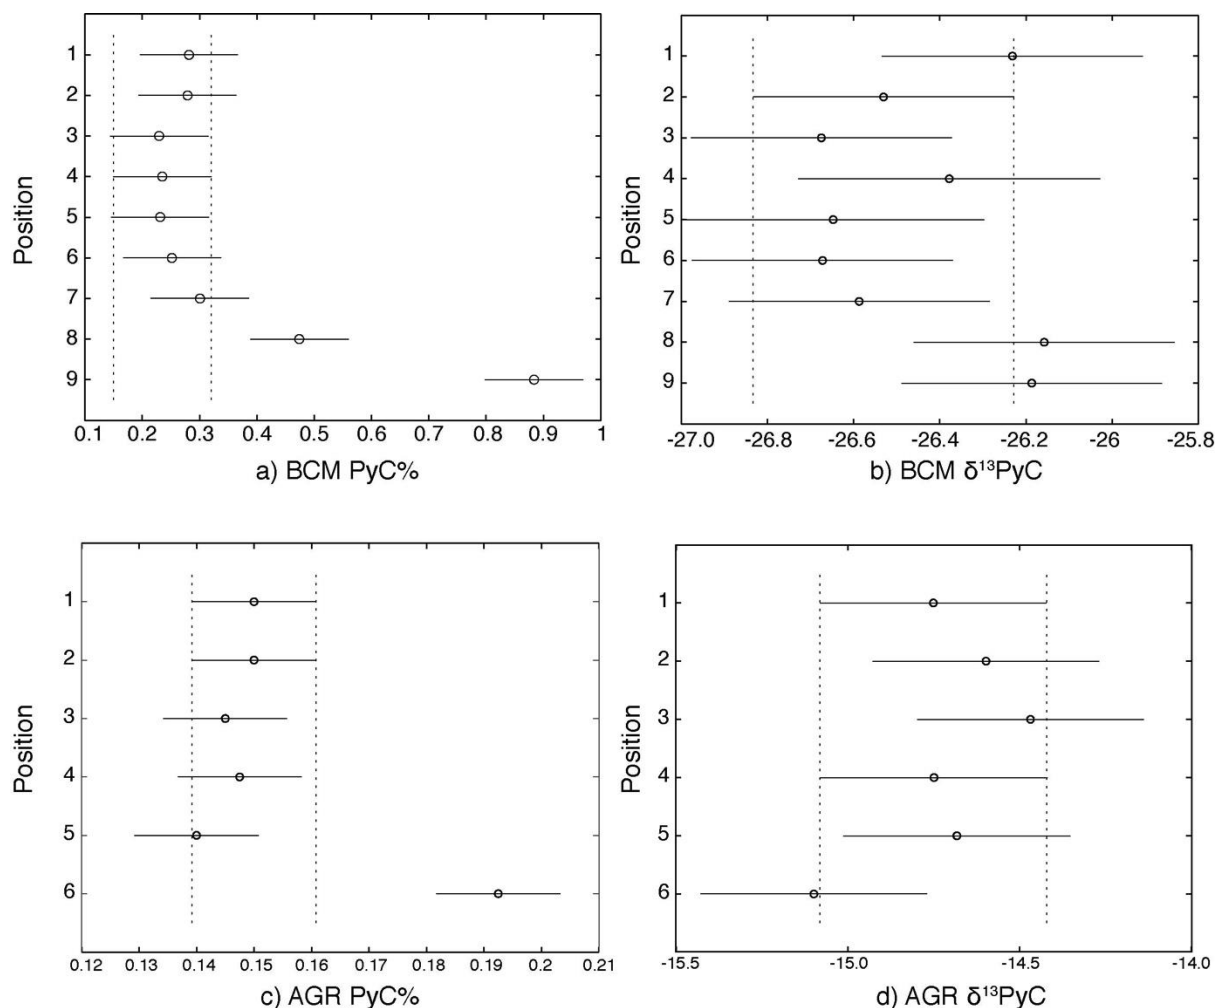 Position
1
2
3
4
5
6
7
8
9
0.1 0.2 0.3 0.4 0.5 0.6 0.7 0.8 0.9 1
a) BCM PyC%
Position
1
2
3
4
5
6
7
8
9
-27.0 -26.8 -26.6 -26.4 -26.2 -26 -25.8
b) BCM δ¹³PyC
Position
1
2
3
4
5
6
0.12 0.13 0.14 0.15 0.16 0.17 0.18 0.19 0.2 0.21
c) AGR PyC%
Position
1
2
3
4
5
6
-15.5 -15.0 -14.5 -14.0
d) AGR δ¹³PyC